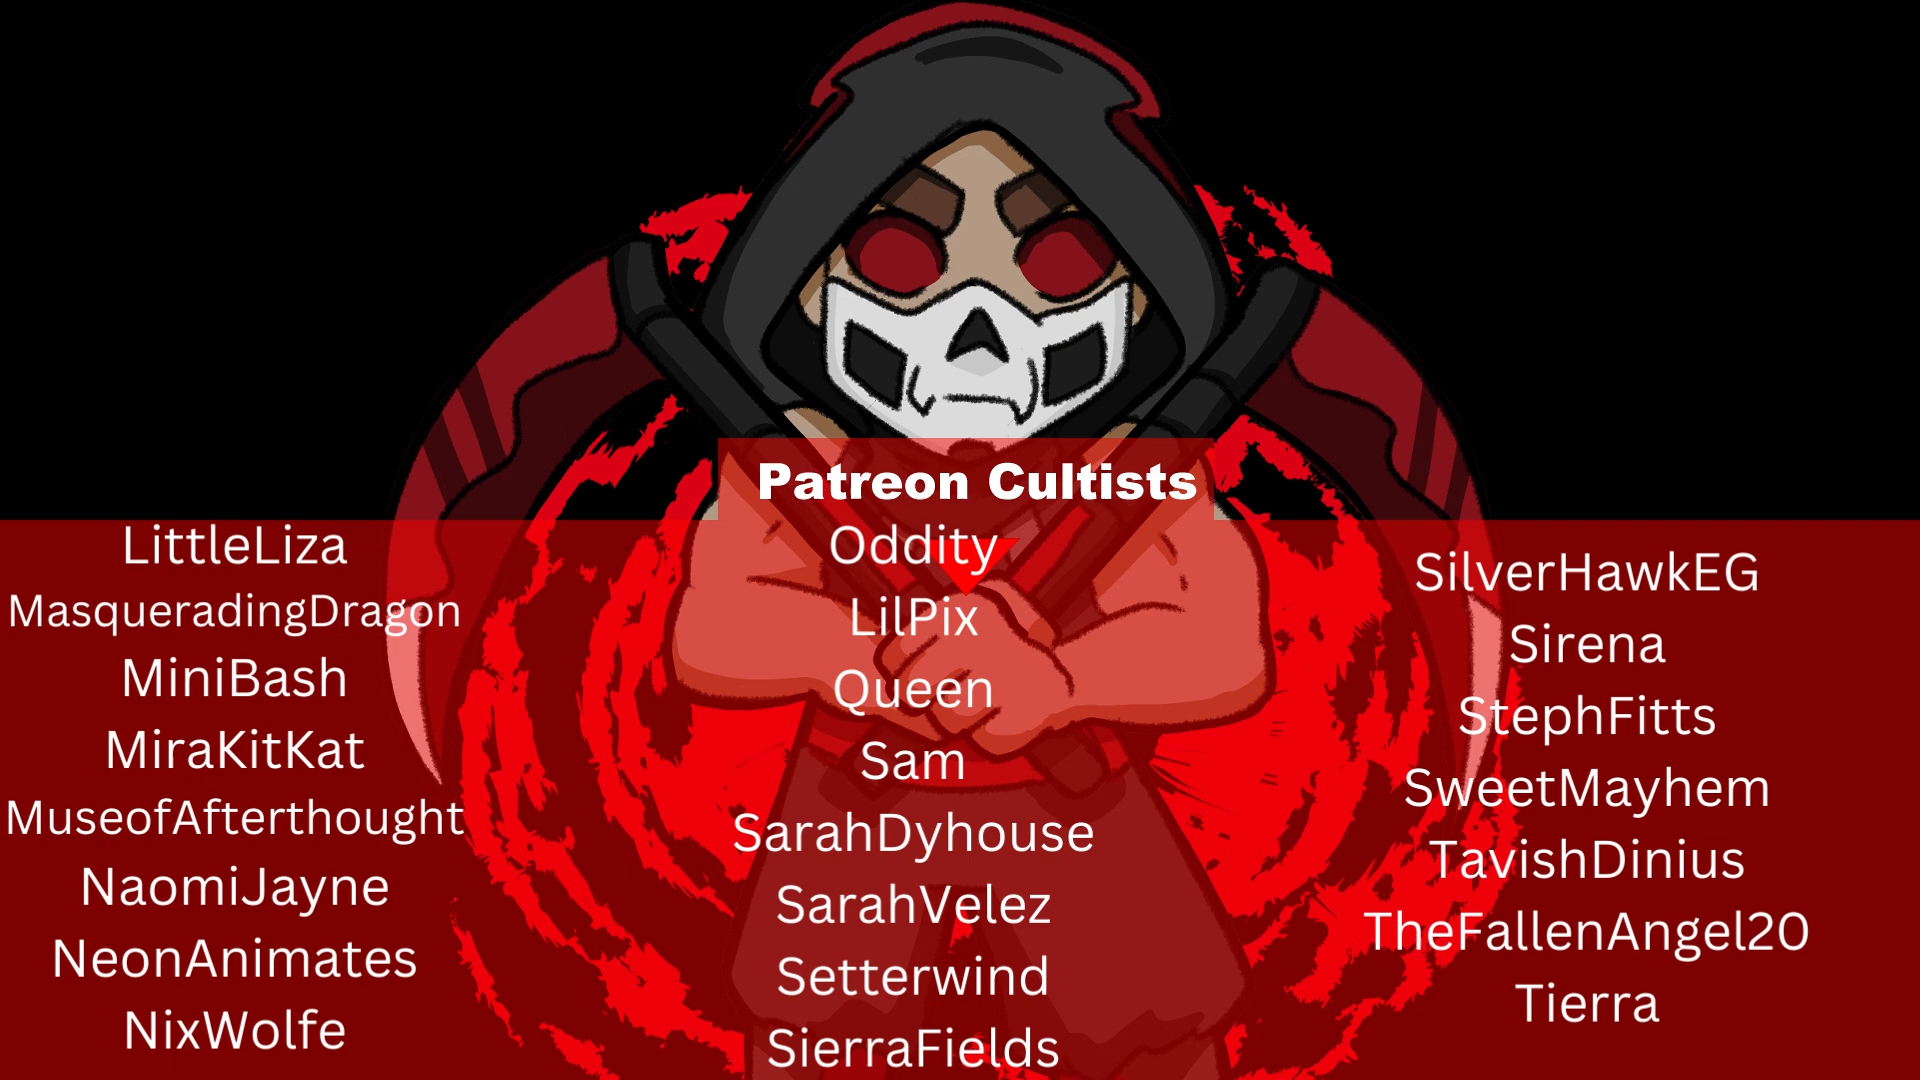 Patreon Cultists
LittleLiza
MasqueradingDragon
MiniBash
MiraKitKat
MuseofAfterthought
NaomiJayne
NeonAnimates
NixWolfe
Oddity
LilPix
Queen
Sam
SarahDyhouse
SarahVelez
Setterwind
SierraFields
SilverHawkEG
Sirena
StephFitts
SweetMayhem
TavishDinius
TheFallenAngel20
Tierra